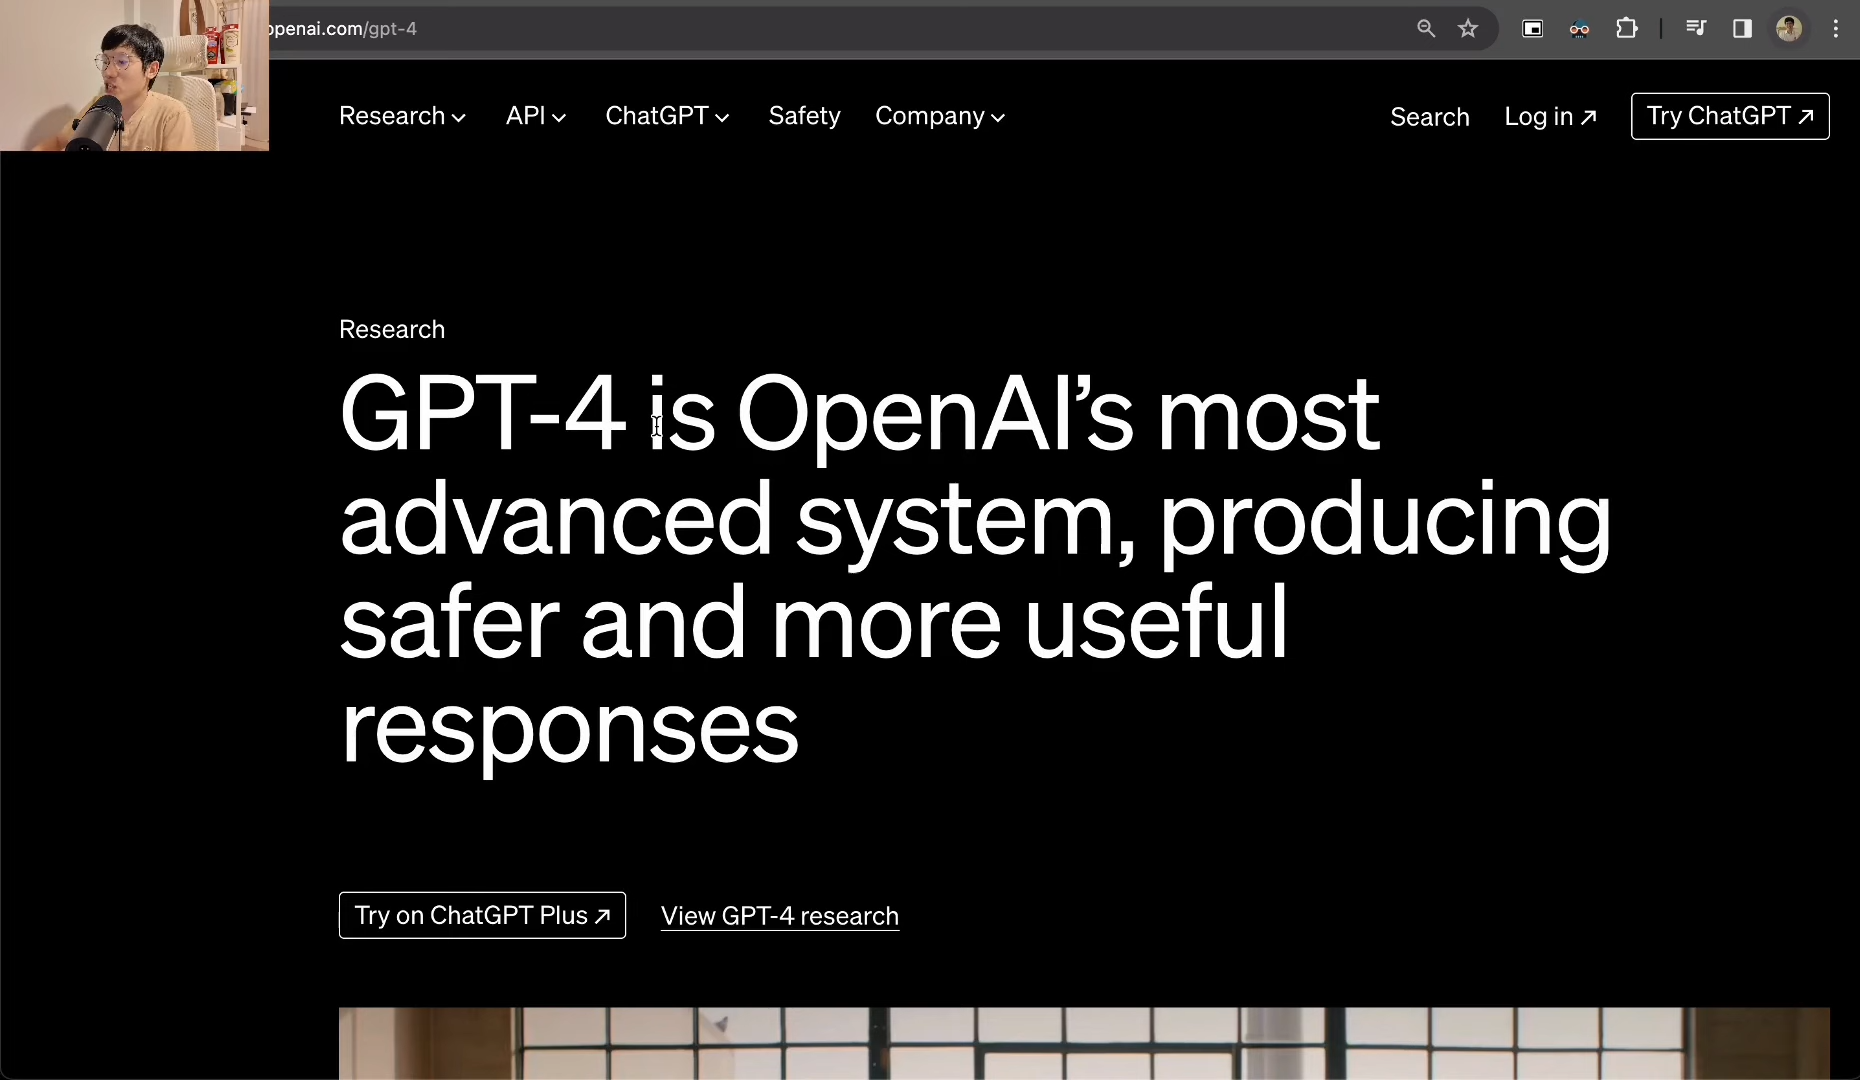 openai.com/gpt-4
Research API ChatGPT Safety Company Search Log in ↗ Try ChatGPT ↗
Research
GPT-4 is OpenAI’s most
advanced system, producing
safer and more useful
responses
Try on ChatGPT Plus ↗ View GPT-4 research